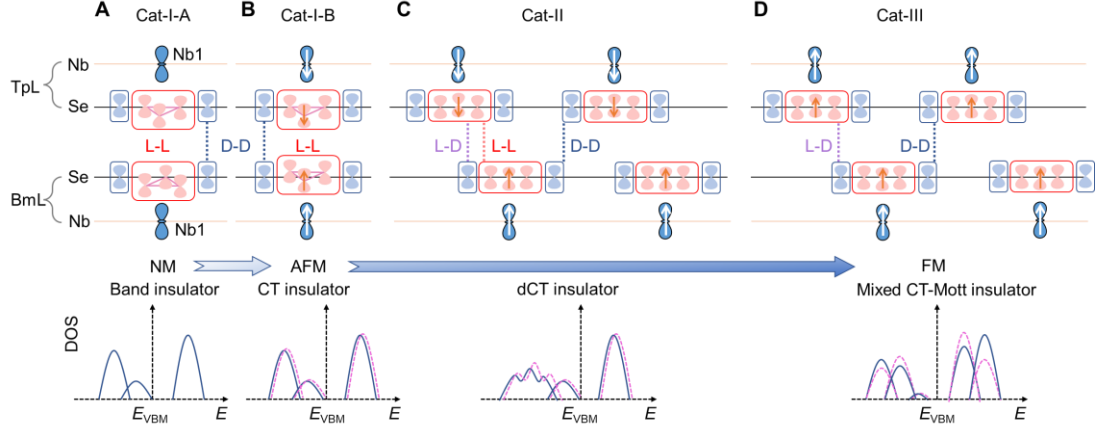 A Cat-I-A B Cat-I-B C Cat-II D Cat-III
Nb Nb1
TpL
Se
L-L D-D L-L L-D L-L D-D L-D D-D
Se
BmL
Nb Nb1
NM AFM FM
Band insulator CT insulator dCT insulator Mixed CT-Mott insulator
DOS
EVBM E EVBM E EVBM E EVBM E